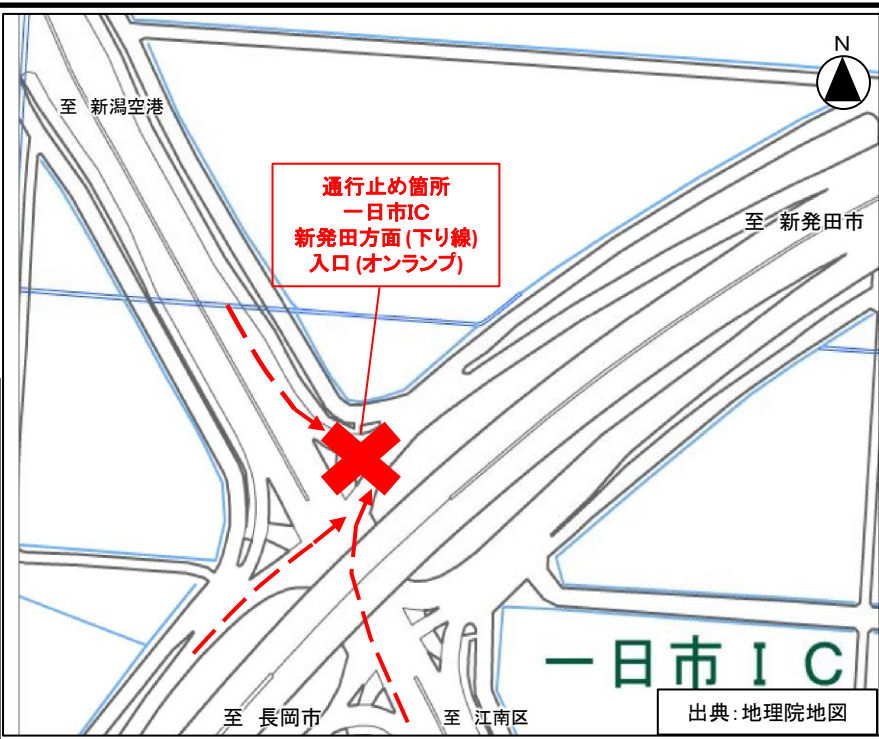 N
至 新潟空港
通行止め箇所
一日市IC
新発田方面(下り線)
入口(オンランプ)
至 新発田市
一日市IC
至 長岡市
至 江南区
出典:地理院地図